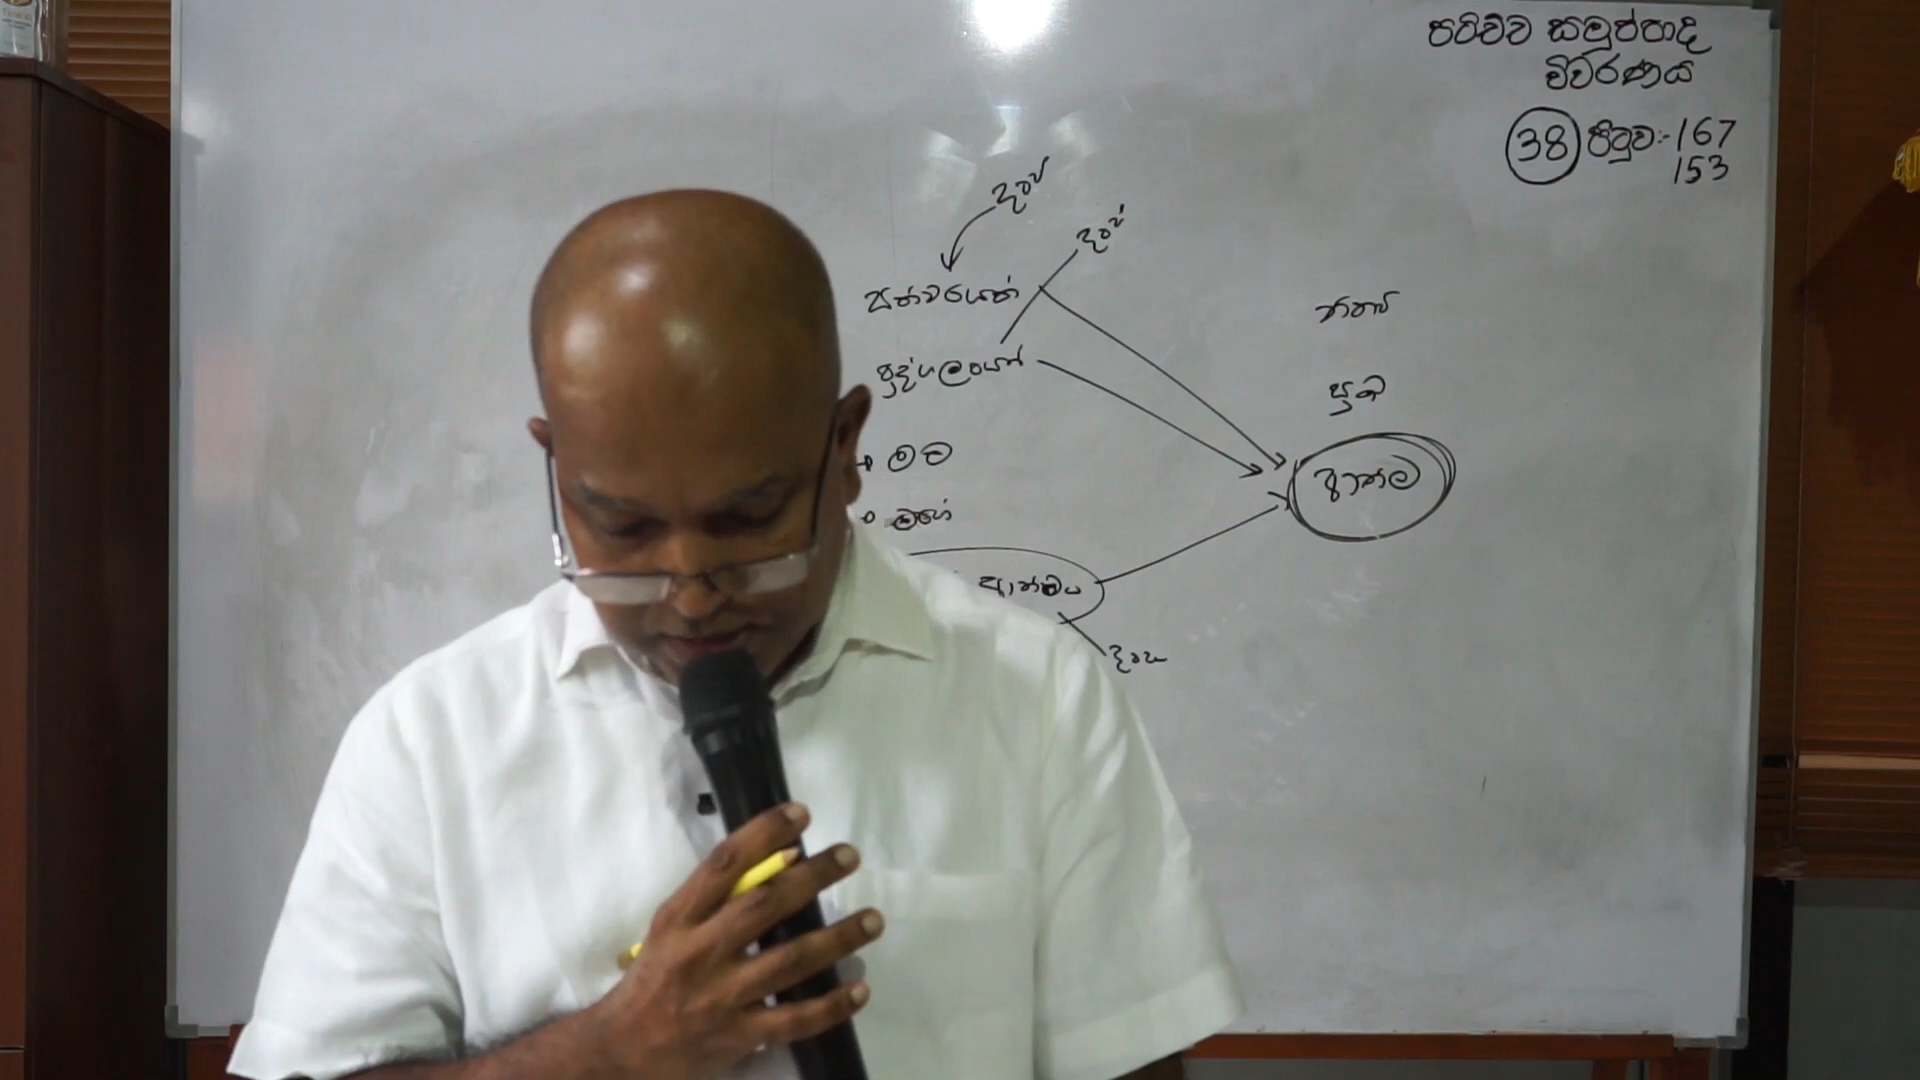 පටිච්ච සමුප්පාද
විවරණය
38 පිටුව:- 167
153
දෘව්
දෘව්
සත්වයෙක්
පුද්ගලයෙක්
නිත්‍ය
සුඛ
මම
මගේ
ආත්ම
ආත්මය